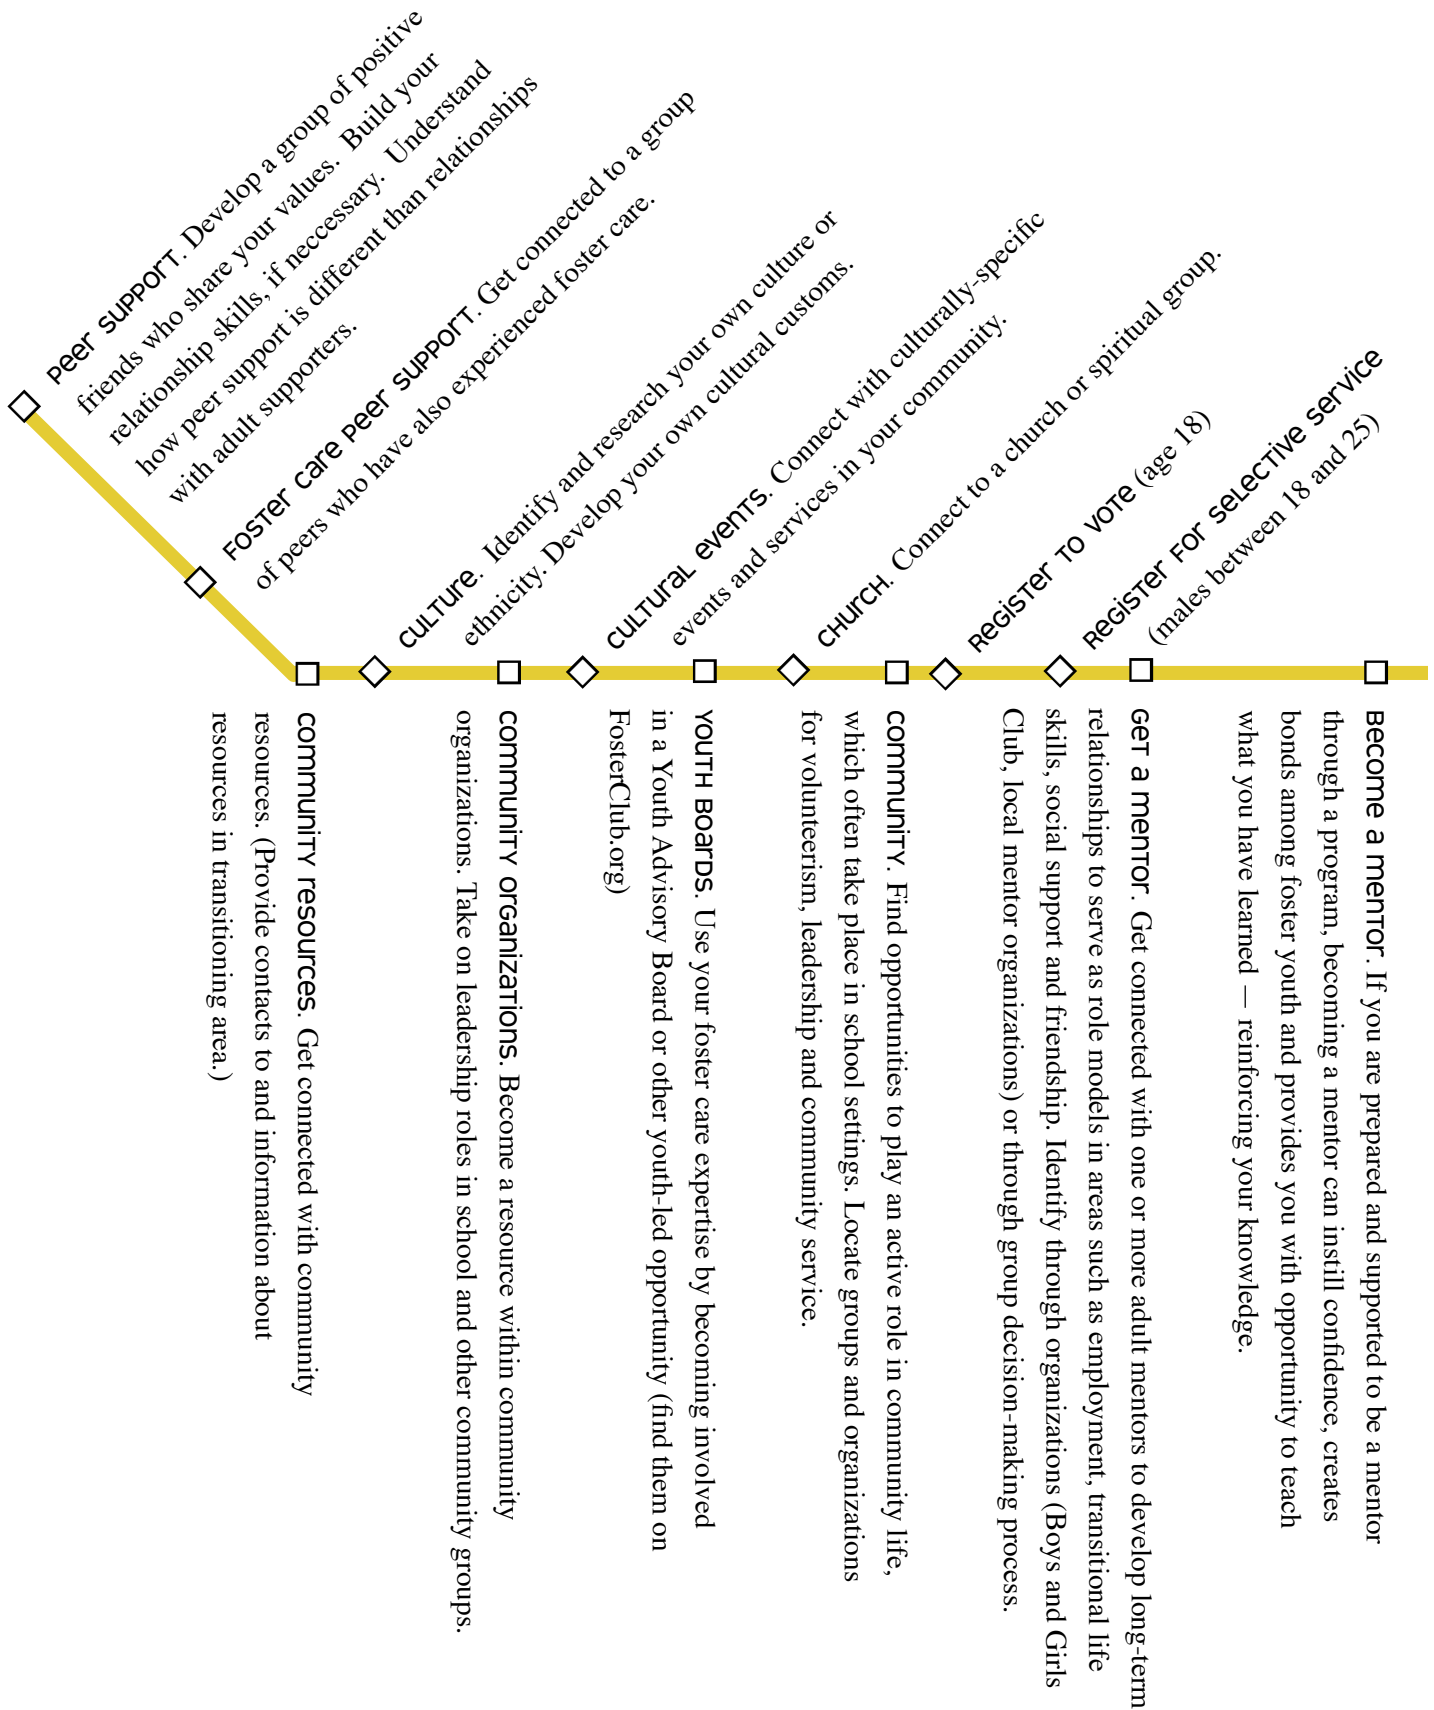 Peer support. Develop a group of positive
friends who share your values.  Build your
relationship skills, if neccessary.  Understand
how peer support is different than relationships
with adult supporters.
Foster care peer support. Get connected to a group
of peers who have also experienced foster care.
Culture.  Identify and research your own culture or
ethnicity. Develop your own cultural customs.
Cultural events. Connect with culturally-specific
events and services in your community.
Church. Connect to a church or spiritual group.
Register to vote (age 18)
Register for selective service
(males between 18 and 25)
Community resources. Get connected with community
resources. (Provide contacts to and information about
resources in transitioning area.)
Community organizations. Become a resource within community
organizations. Take on leadership roles in school and other community groups.
Youth boards. Use your foster care expertise by becoming involved
in a Youth Advisory Board or other youth-led opportunity (find them on
FosterClub.org)
Community. Find opportunities to play an active role in community life,
which often take place in school settings. Locate groups and organizations
for volunteerism, leadership and community service.
Get a mentor. Get connected with one or more adult mentors to develop long-term
relationships to serve as role models in areas such as employment, transitional life
skills, social support and friendship. Identify through organizations (Boys and Girls
Club, local mentor organizations) or through group decision-making process.
Become a mentor. If you are prepared and supported to be a mentor
through a program, becoming a mentor can instill confidence, creates
bonds among foster youth and provides you with opportunity to teach
what you have learned — reinforcing your knowledge.